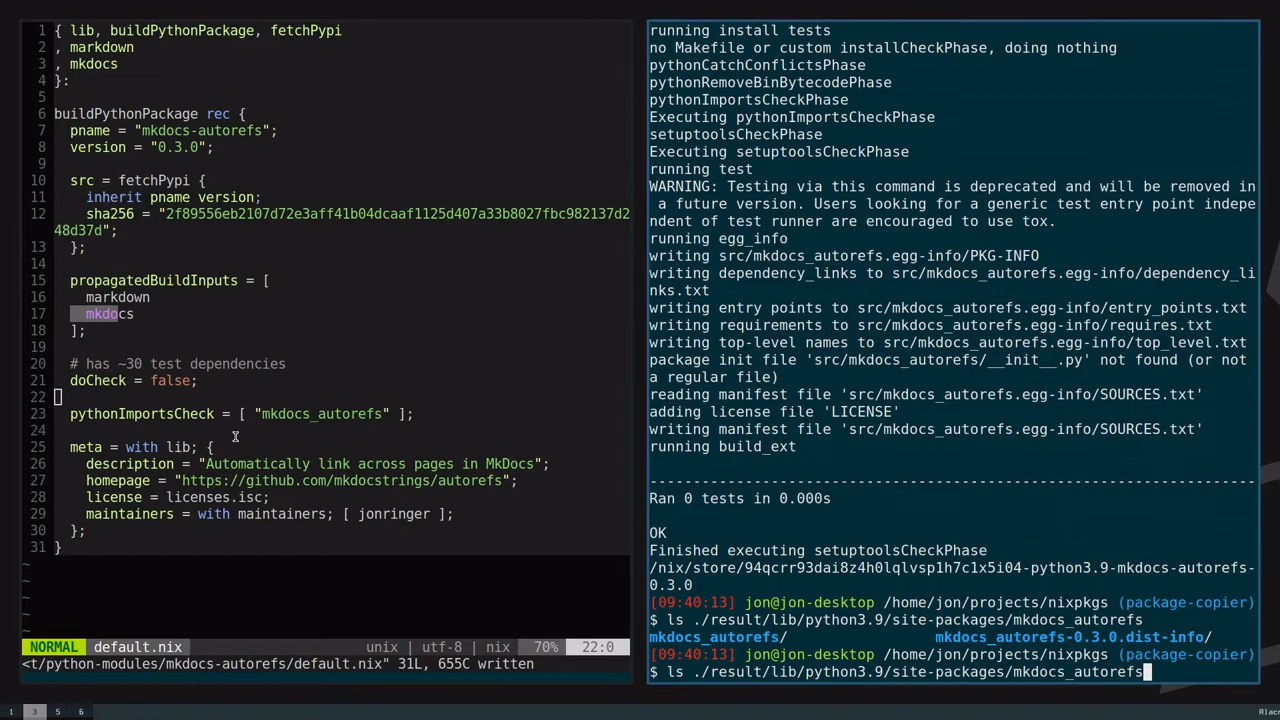 1 { lib, buildPythonPackage, fetchPypi
2 , markdown
3 , mkdocs
4 }:
5
6 buildPythonPackage rec {
7   pname = "mkdocs-autorefs";
8   version = "0.3.0";
9
10   src = fetchPypi {
11     inherit pname version;
12     sha256 = "2f89556eb2107d72e3aff41b04dcaaf1125d407a33b8027fbc982137d2
48d37d";
13   };
14
15   propagatedBuildInputs = [
16     markdown
17     mkdocs
18   ];
19
20   # has ~30 test dependencies
21   doCheck = false;
22
23   pythonImportsCheck = [ "mkdocs_autorefs" ];
24
25   meta = with lib; {
26     description = "Automatically link across pages in MkDocs";
27     homepage = "https://github.com/mkdocstrings/autorefs";
28     license = licenses.isc;
29     maintainers = with maintainers; [ jonringer ];
30   };
31 }
~
~
~
~
~
NORMAL default.nix unix | utf-8 | nix 70% 22:0
<t/python-modules/mkdocs-autorefs/default.nix" 31L, 655C written
running install tests
no Makefile or custom installCheckPhase, doing nothing
pythonCatchConflictsPhase
pythonRemoveBinBytecodePhase
pythonImportsCheckPhase
Executing pythonImportsCheckPhase
setuptoolsCheckPhase
Executing setuptoolsCheckPhase
running test
WARNING: Testing via this command is deprecated and will be removed in
 a future version. Users looking for a generic test entry point indepe
ndent of test runner are encouraged to use tox.
running egg_info
writing src/mkdocs_autorefs.egg-info/PKG-INFO
writing dependency_links to src/mkdocs_autorefs.egg-info/dependency_li
nks.txt
writing entry points to src/mkdocs_autorefs.egg-info/entry_points.txt
writing requirements to src/mkdocs_autorefs.egg-info/requires.txt
writing top-level names to src/mkdocs_autorefs.egg-info/top_level.txt
package init file 'src/mkdocs_autorefs/__init__.py' not found (or not
a regular file)
reading manifest file 'src/mkdocs_autorefs.egg-info/SOURCES.txt'
adding license file 'LICENSE'
writing manifest file 'src/mkdocs_autorefs.egg-info/SOURCES.txt'
running build_ext
----------------------------------------------------------------------
Ran 0 tests in 0.000s
OK
Finished executing setuptoolsCheckPhase
/nix/store/94qcrr93dai8z4h0lqlvsp1h7c1x5i04-python3.9-mkdocs-autorefs-
0.3.0
[09:40:13] jon@jon-desktop /home/jon/projects/nixpkgs (package-copier)
$ ls ./result/lib/python3.9/site-packages/mkdocs_autorefs
mkdocs_autorefs/ mkdocs_autorefs-0.3.0.dist-info/
[09:40:13] jon@jon-desktop /home/jon/projects/nixpkgs (package-copier)
$ ls ./result/lib/python3.9/site-packages/mkdocs_autorefs
1 3 5 6 Alacr